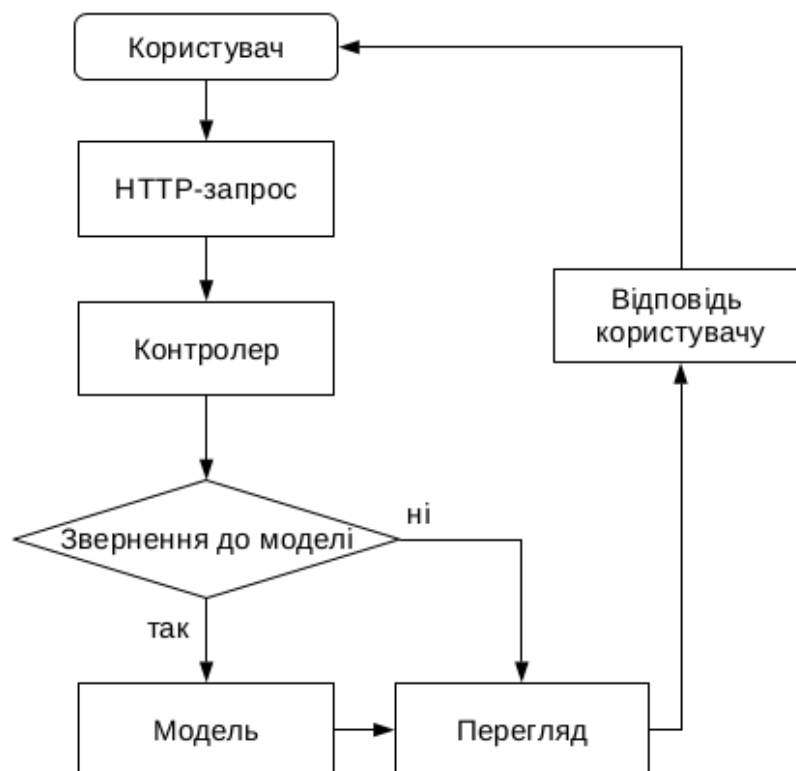 Користувач
HTTP-запрос
Контролер
Відповідь
користувачу
Звернення до моделі
ні
так
Модель
Перегляд